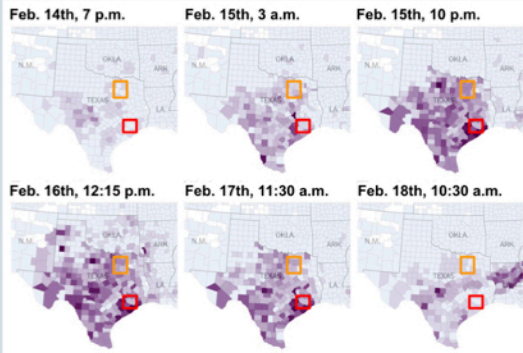 Feb. 14th, 7 p.m.
Feb. 15th, 3 a.m.
Feb. 15th, 10 p.m.
OKLA.
N.M.
ARK.
TEXAS
LA.
OKLA.
N.M.
ARK.
TEXAS
LA.
OKLA.
N.M.
ARK.
TEXAS
LA.
Feb. 16th, 12:15 p.m.
Feb. 17th, 11:30 a.m.
Feb. 18th, 10:30 a.m.
OKLA.
N.M.
ARK.
TEXAS
LA.
OKLA.
N.M.
ARK.
TEXAS
LA.
OKLA.
N.M.
ARK.
TEXAS
LA.